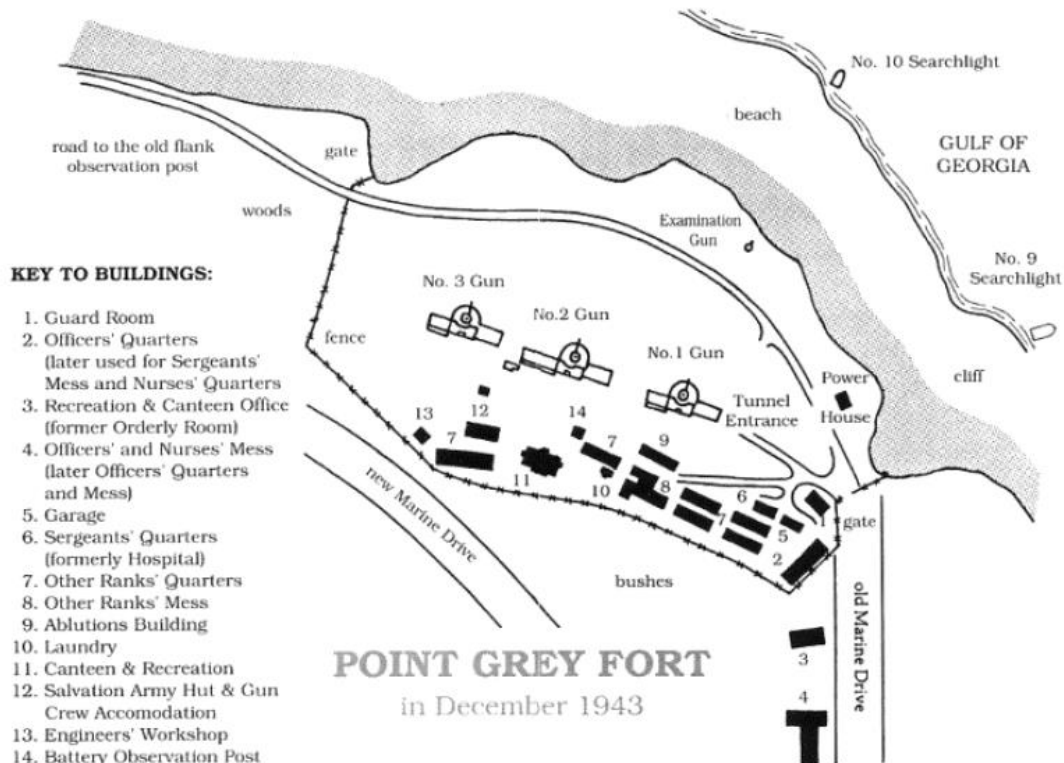 No. 10 Searchlight
beach
road to the old flank
observation post
gate
GULF OF
GEORGIA
woods
Examination
Gun
No. 9
Searchlight
KEY TO BUILDINGS:
1. Guard Room
2. Officers' Quarters
(later used for Sergeants'
Mess and Nurses' Quarters
3. Recreation & Canteen Office
(former Orderly Room)
4. Officers' and Nurses' Mess
(later Officers' Quarters
and Mess)
5. Garage
6. Sergeants' Quarters
(formerly Hospital)
7. Other Ranks' Quarters
8. Other Ranks' Mess
9. Ablutions Building
10. Laundry
11. Canteen & Recreation
12. Salvation Army Hut & Gun
Crew Accomodation
13. Engineers' Workshop
14. Battery Observation Post
No. 3 Gun
No.2 Gun
fence
No.1 Gun
cliff
Power
House
Tunnel
Entrance
13
12
14
7
7
9
11
10
8
6
7
5
1
gate
2
new Marine Drive
bushes
old Marine Drive
3
4
POINT GREY FORT
in December 1943